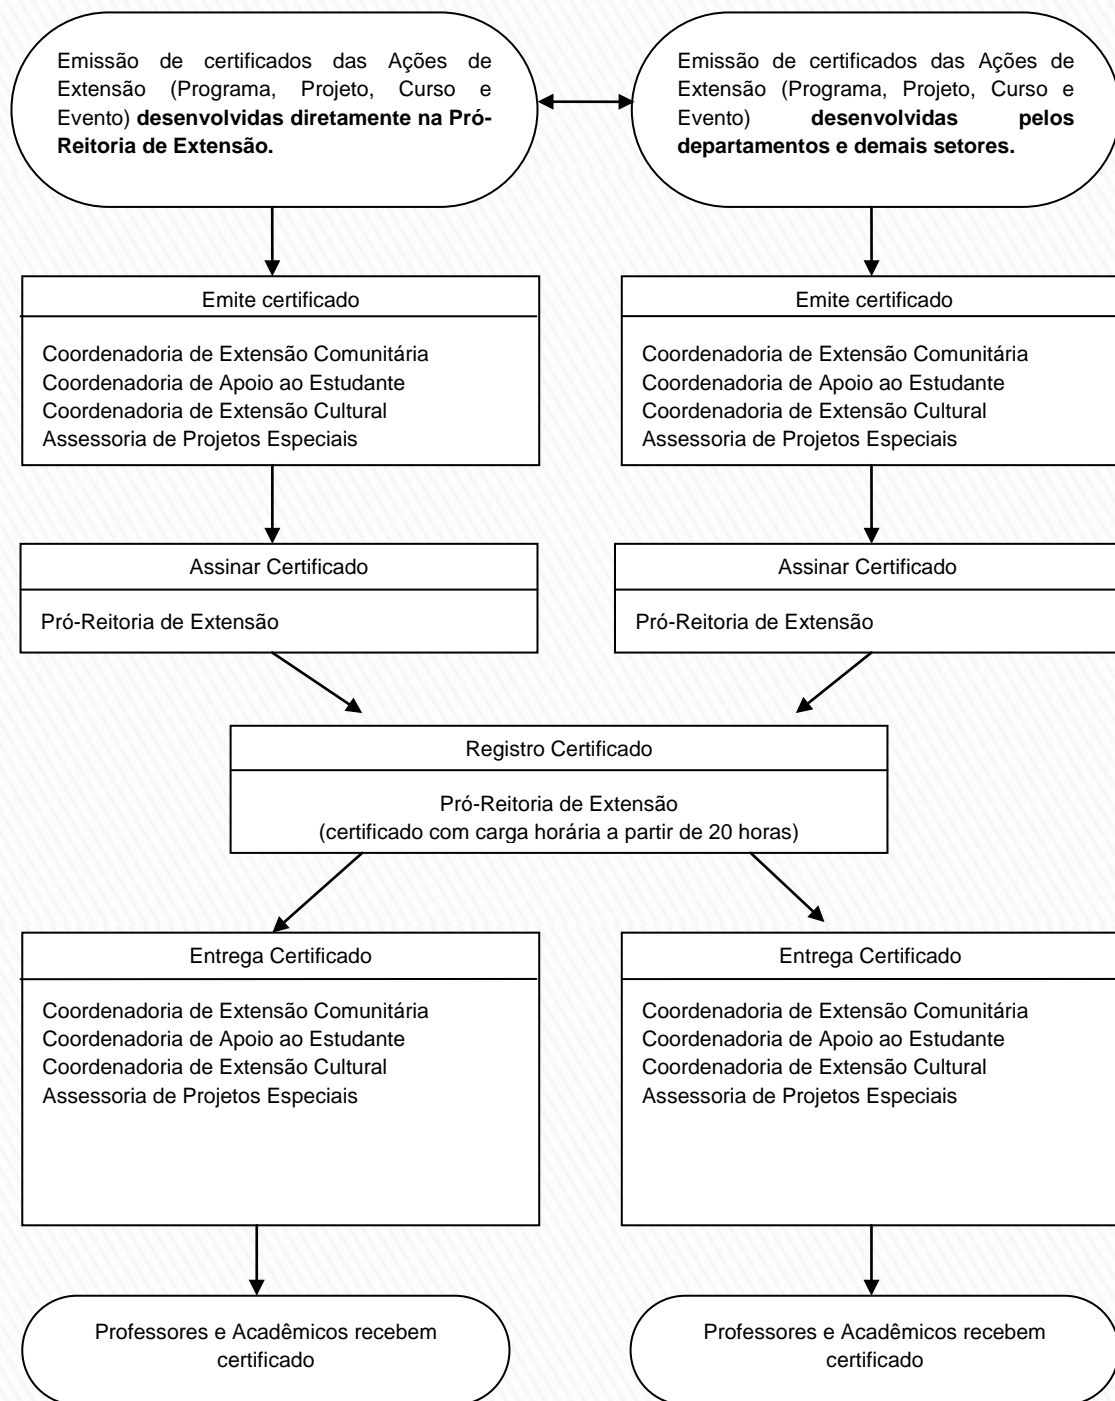 Emissão de certificados das Ações de
Extensão (Programa, Projeto, Curso e
Evento) desenvolvidas diretamente na Pró-
Reitoria de Extensão.
Emissão de certificados das Ações de
Extensão (Programa, Projeto, Curso e
Evento) desenvolvidas pelos
departamentos e demais setores.
Emite certificado
Coordenadoria de Extensão Comunitária
Coordenadoria de Apoio ao Estudante
Coordenadoria de Extensão Cultural
Assessoria de Projetos Especiais
Emite certificado
Coordenadoria de Extensão Comunitária
Coordenadoria de Apoio ao Estudante
Coordenadoria de Extensão Cultural
Assessoria de Projetos Especiais
Assinar Certificado
Pró-Reitoria de Extensão
Assinar Certificado
Pró-Reitoria de Extensão
Registro Certificado
Pró-Reitoria de Extensão
(certificado com carga horária a partir de 20 horas)
Entrega Certificado
Coordenadoria de Extensão Comunitária
Coordenadoria de Apoio ao Estudante
Coordenadoria de Extensão Cultural
Assessoria de Projetos Especiais
Entrega Certificado
Coordenadoria de Extensão Comunitária
Coordenadoria de Apoio ao Estudante
Coordenadoria de Extensão Cultural
Assessoria de Projetos Especiais
Professores e Acadêmicos recebem
certificado
Professores e Acadêmicos recebem
certificado